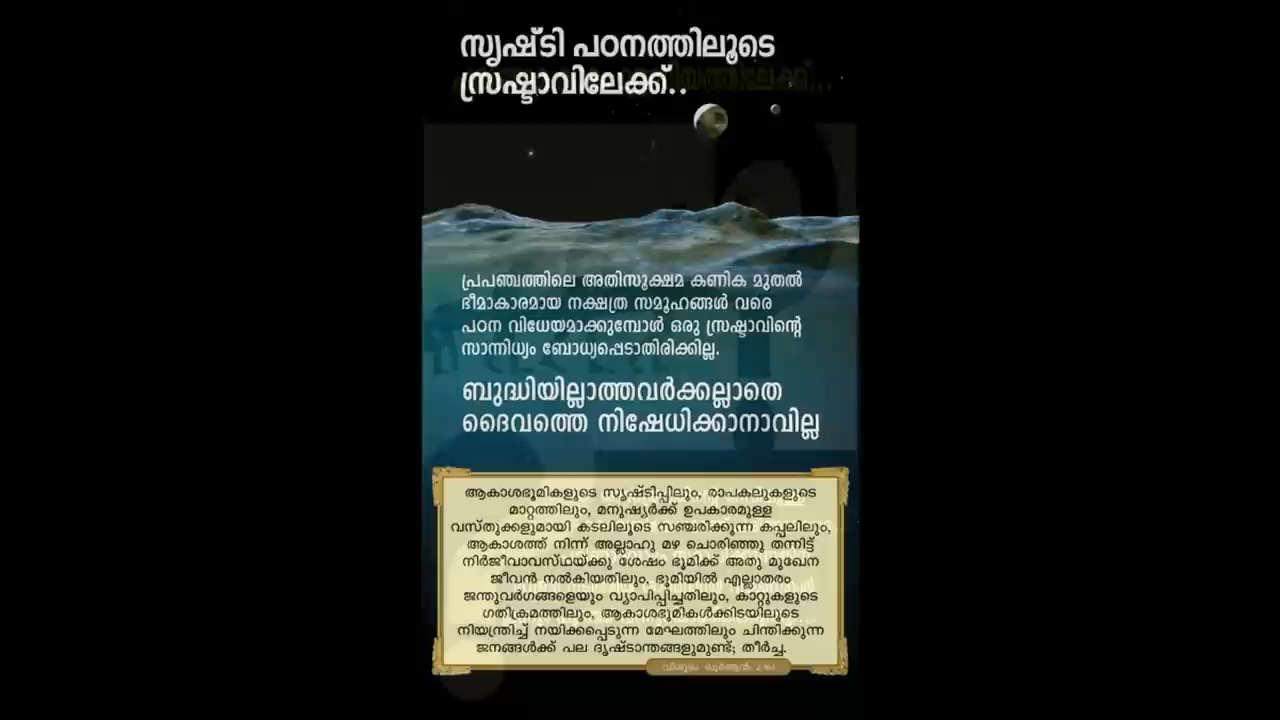 സൃഷ്ടി പഠനത്തിലൂടെ
സ്രഷ്ടാവിലേക്ക്..
പ്രപഞ്ചത്തിലെ അതിസൂക്ഷമ കണിക മുതൽ
ഭീമാകാരമായ നക്ഷത്ര സമൂഹങ്ങൾ വരെ
പഠന വിധേയമാക്കുമ്പോൾ ഒരു സ്രഷ്ടാവിന്റെ
സാന്നിധ്യം ബോധ്യപ്പെടാതിരിക്കില്ല.
ബുദ്ധിയില്ലാത്തവർക്കല്ലാതെ
ദൈവത്തെ നിഷേധിക്കാനാവില്ല
ആകാശഭൂമികളുടെ സൃഷ്ടിപ്പിലും, രാപകലുകളുടെ
മാറ്റത്തിലും, മനുഷ്യർക്ക് ഉപകാരമുള്ള
വസ്തുക്കളുമായി കടലിലൂടെ സഞ്ചരിക്കുന്ന കപ്പലിലും,
ആകാശത്ത് നിന്ന് അല്ലാഹു മഴ ചൊരിഞ്ഞു തന്നിട്ട്
നിർജീവാവസ്ഥയ്ക്കു ശേഷം ഭൂമിക്ക് അതു മുഖേന
ജീവൻ നൽകിയതിലും, ഭൂമിയിൽ എല്ലാതരം
ജന്തുവർഗങ്ങളെയും വ്യാപിപ്പിച്ചതിലും, കാറ്റുകളുടെ
ഗതിക്രമത്തിലും, ആകാശഭൂമികൾക്കിടയിലൂടെ
നിയന്ത്രിച്ച് നയിക്കപ്പെടുന്ന മേഘത്തിലും ചിന്തിക്കുന്ന
ജനങ്ങൾക്ക് പല ദൃഷ്ടാന്തങ്ങളുമുണ്ട്; തീർച്ച.
വിശുദ്ധ ഖുർആൻ